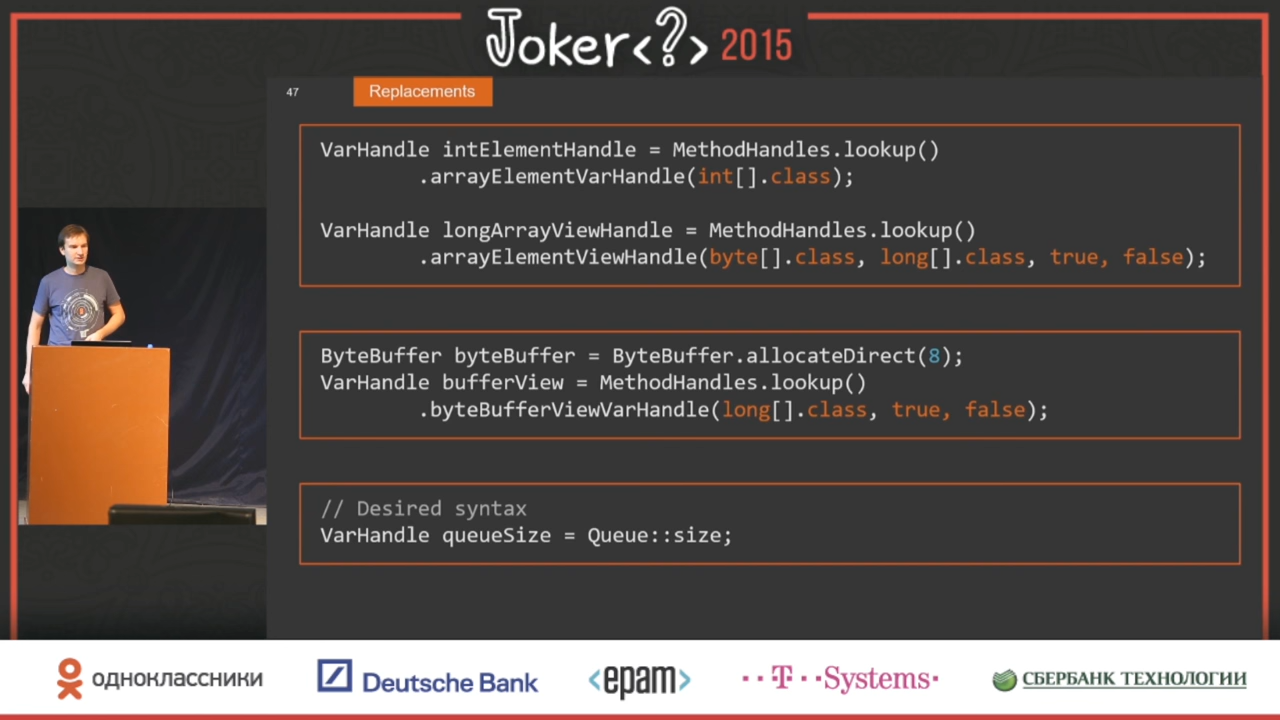 Joker<?> 2015
47
Replacements
VarHandle intElementHandle = MethodHandles.lookup()
.arrayElementVarHandle(int[].class);
VarHandle longArrayViewHandle = MethodHandles.lookup()
.arrayElementViewHandle(byte[].class, long[].class, true, false);
ByteBuffer byteBuffer = ByteBuffer.allocateDirect(8);
VarHandle bufferView = MethodHandles.lookup()
.byteBufferViewVarHandle(long[].class, true, false);
// Desired syntax
VarHandle queueSize = Queue::size;
одноклассники
Deutsche Bank
<epam>
··T··Systems·
СБЕРБАНК ТЕХНОЛОГИИ